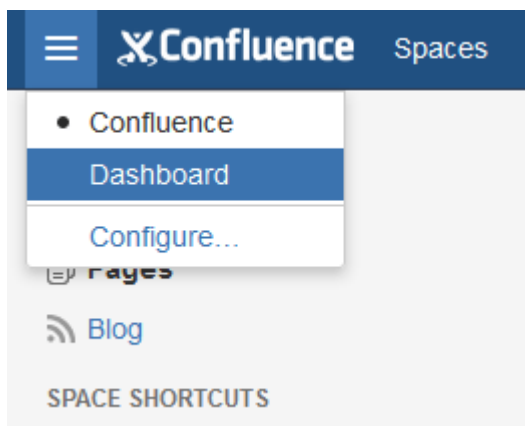 Confluence Spaces
Confluence
Dashboard
Configure...
Pages
Blog
SPACE SHORTCUTS